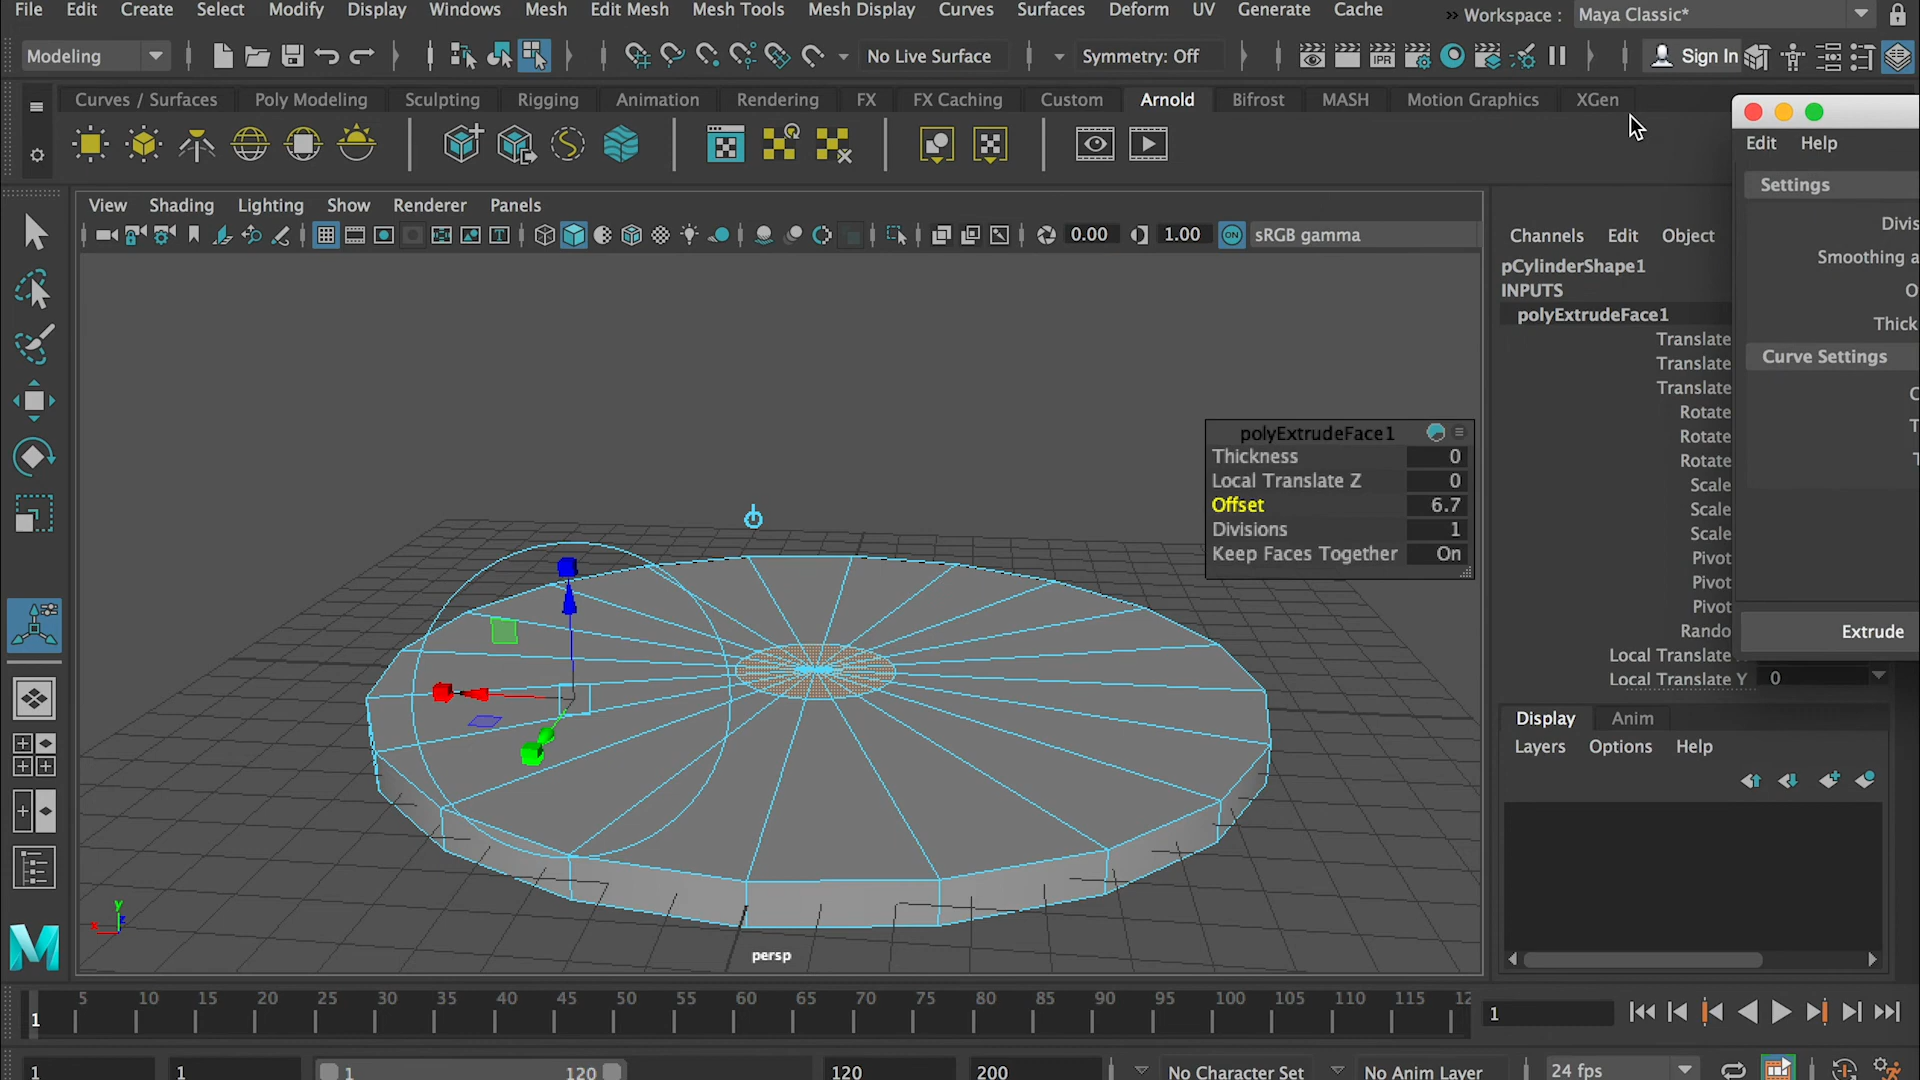 File Edit Create Select Modify Display Windows Mesh Edit Mesh Mesh Tools Mesh Display Curves Surfaces Deform UV Generate Cache » Workspace : Maya Classic*
Modeling No Live Surface Symmetry: Off IPR Sign In
Curves / Surfaces Poly Modeling Sculpting Rigging Animation Rendering FX FX Caching Custom Arnold Bifrost MASH Motion Graphics XGen
Edit Help
Settings
View Shading Lighting Show Renderer Panels
0.00 1.00 ON sRGB gamma
Channels Edit Object
pCylinderShape1
INPUTS
polyExtrudeFace1
Translate
Translate
Translate
Rotate
Rotate
Rotate
Scale
Scale
Scale
Pivot
Pivot
Pivot
Rando
Local Translate
Local Translate Y 0
Divis
Smoothing a
O
Thick
Curve Settings
C
T
T
Extrude
polyExtrudeFace1
Thickness 0
Local Translate Z 0
Offset 6.7
Divisions 1
Keep Faces Together On
Display Anim
Layers Options Help
y
x
z
persp
M
5 10 15 20 25 30 35 40 45 50 55 60 65 70 75 80 85 90 95 100 105 110 115 12
1
1
1 1 1 120 120 200 No Character Set No Anim Layer 24 fps